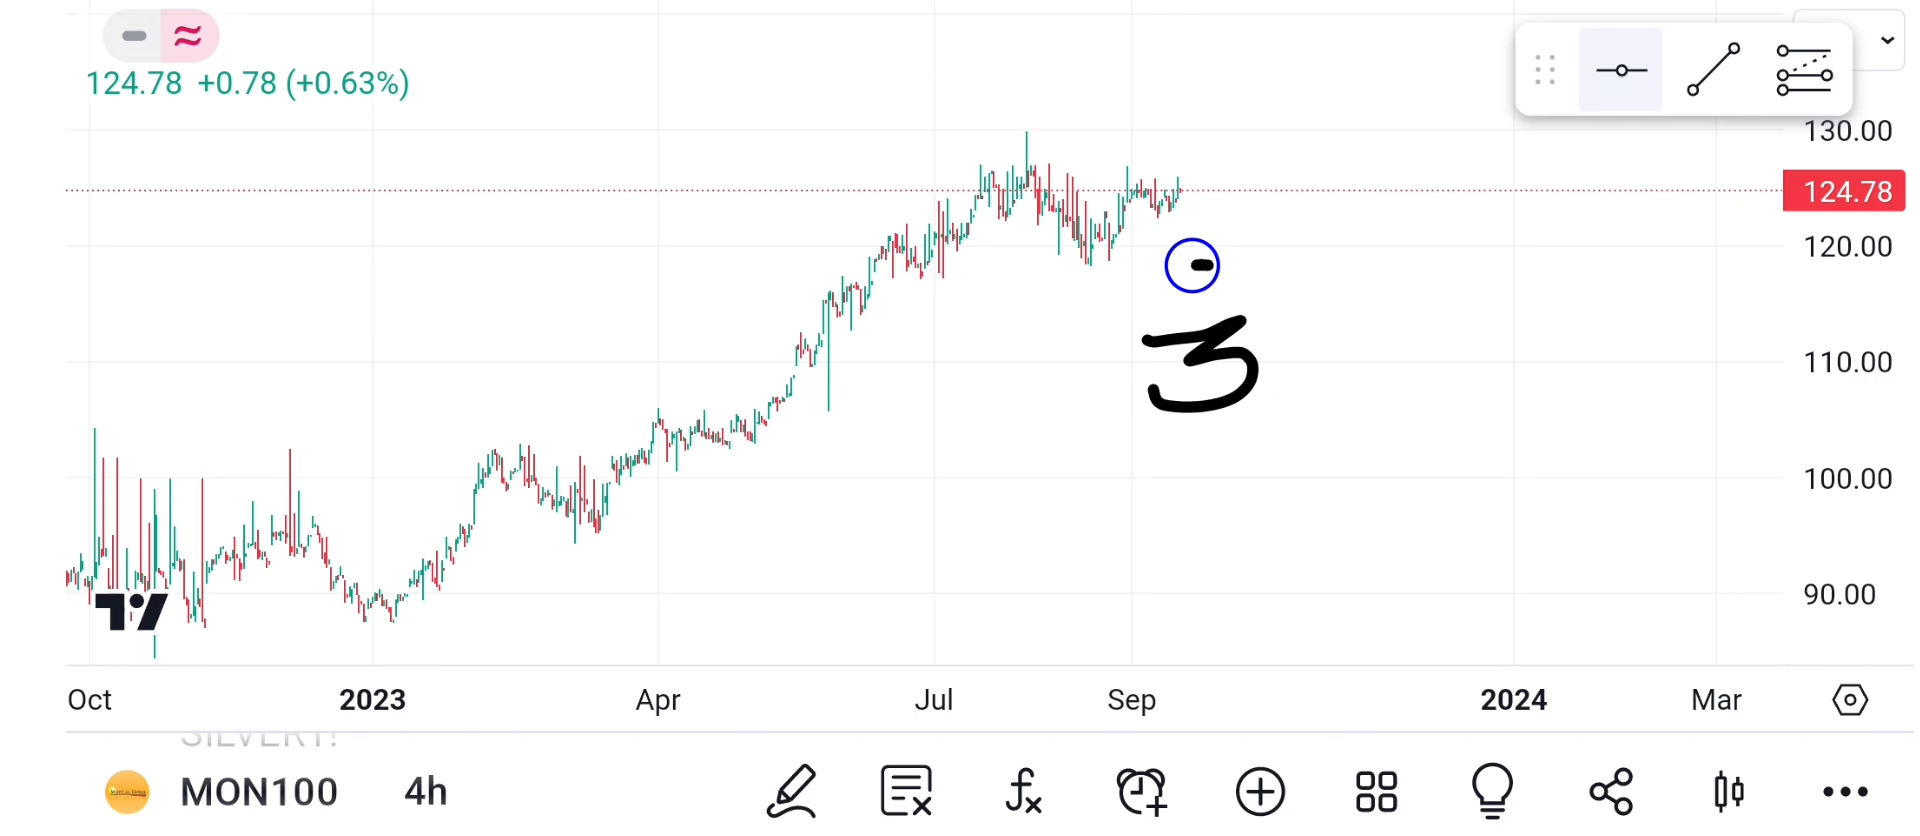 124.78 +0.78 (+0.63%)
130.00
124.78
120.00
3
110.00
100.00
90.00
Oct 2023 Apr Jul Sep 2024 Mar
MON100 4h